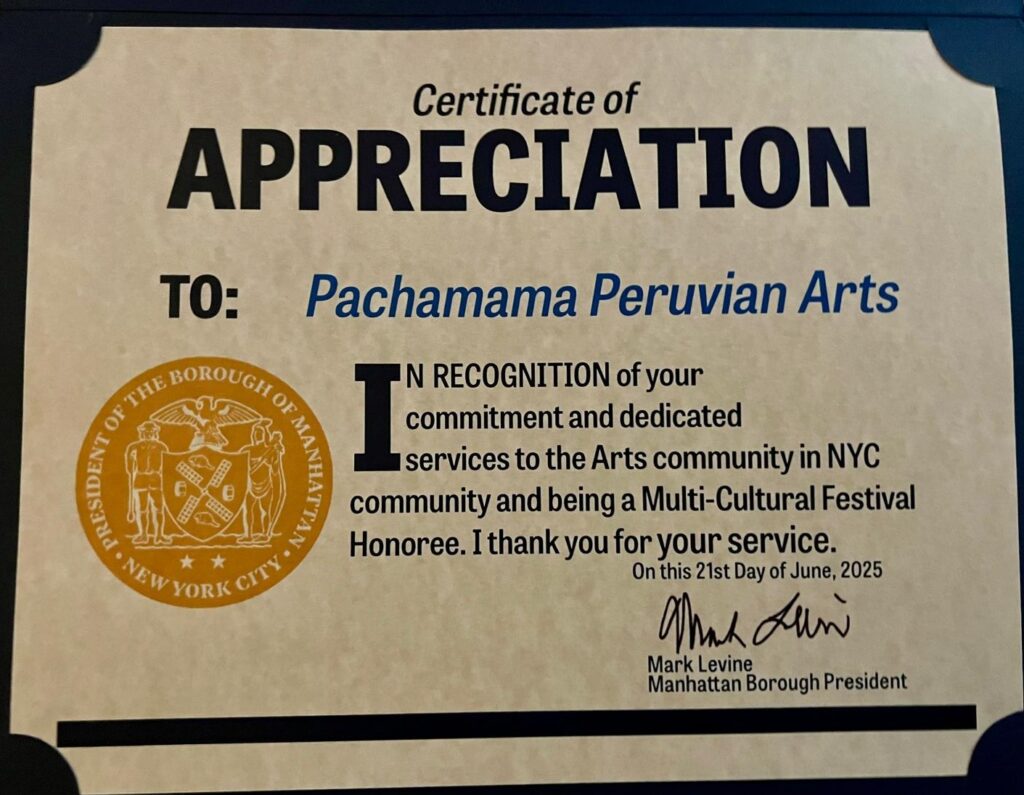 Certificate of
APPRECIATION
TO: Pachamama Peruvian Arts
IN RECOGNITION of your
commitment and dedicated
services to the Arts community in NYC
community and being a Multi-Cultural Festival
Honoree. I thank you for your service.
On this 21st Day of June, 2025
Mark Levine
Mark Levine
Manhattan Borough President
PRESIDENT OF THE BOROUGH OF MANHATTAN
NEW YORK CITY